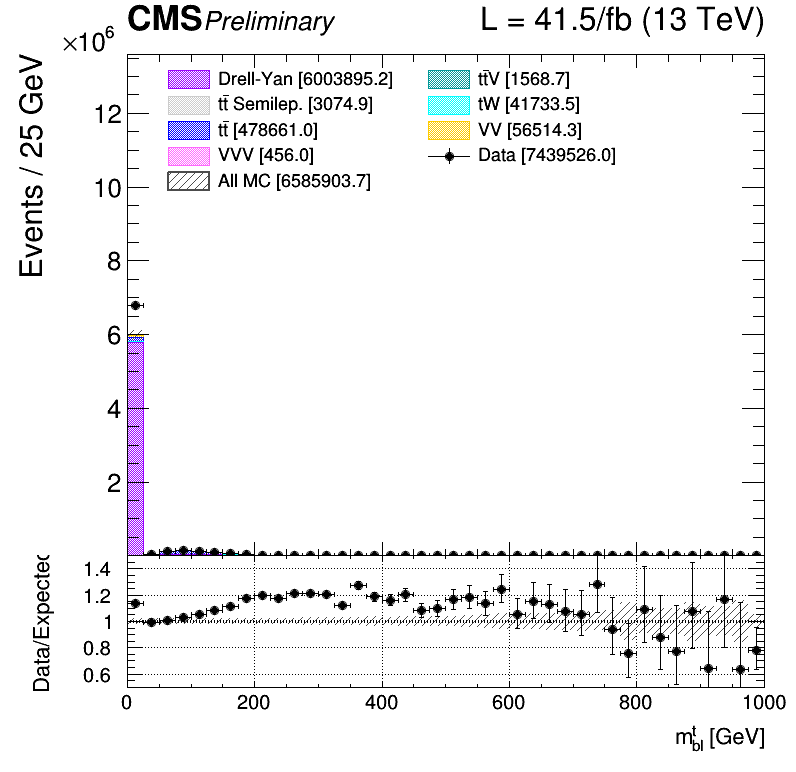 CMS Preliminary L = 41.5/fb (13 TeV)
×10⁶
Events / 25 GeV
Drell-Yan [6003895.2]
tt̄ Semilep. [3074.9]
tt̄ [478661.0]
VVV [456.0]
All MC [6585903.7]
tt̄V [1568.7]
tW [41733.5]
VV [56514.3]
Data [7439526.0]
12
10
8
6
4
2
Data/Expected
1.4
1.2
1
0.8
0.6
0 200 400 600 800 1000
m^t_bl [GeV]